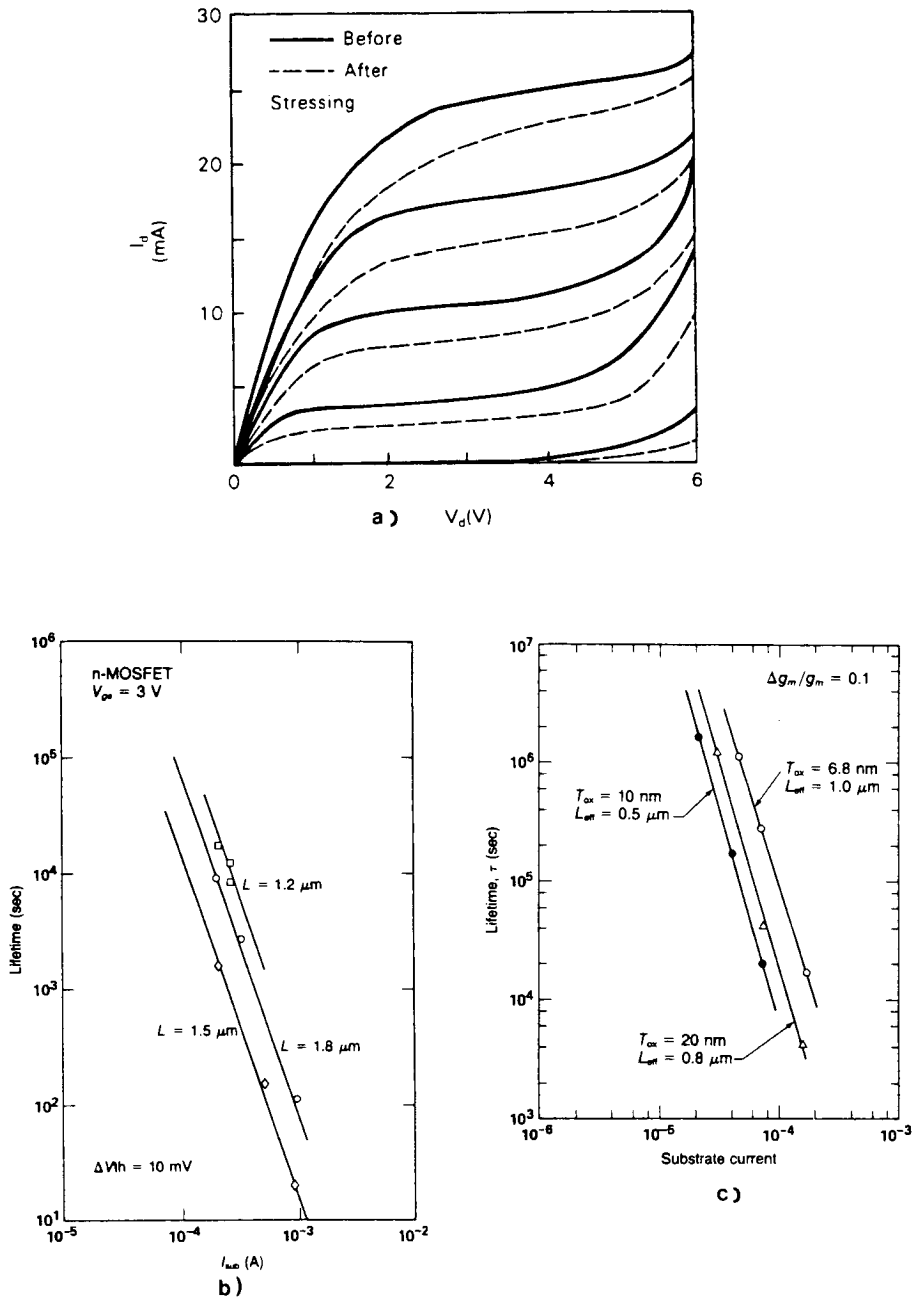 30
Before
After
Stressing
20
I_d
(mA)
10
0
2
4
6
a) V_d(V)
10^6
n-MOSFET
V_gs = 3 V
10^5
10^4
L = 1.2 μm
Lifetime (sec)
10^3
L = 1.5 μm
L = 1.8 μm
10^2
ΔVth = 10 mV
10^1
10^-5
10^-4
10^-3
10^-2
I_sub (A)
b)
10^7
Δg_m/g_m = 0.1
10^6
T_ox = 6.8 nm
L_eff = 1.0 μm
T_ox = 10 nm
L_eff = 0.5 μm
Lifetime, τ (sec)
10^5
10^4
T_ox = 20 nm
L_eff = 0.8 μm
10^3
10^-6
10^-5
10^-4
10^-3
Substrate current
c)